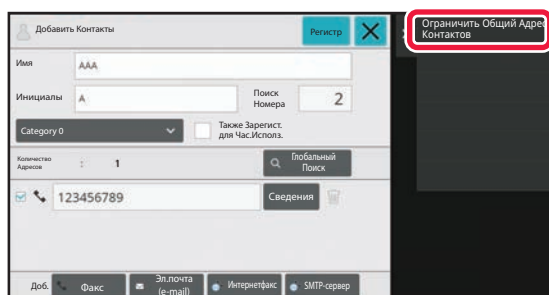 Добавить Контакты
Регистр
Ограничить Общий Адрес
Контактов
Имя
AAA
Инициалы
A
Поиск
Номера
2
Category 0
Также Зарегист.
для Час.Исполз.
Количество
Адресов
:
1
Глобальный
Поиск
123456789
Сведения
Доб.
Факс
Эл.почта
(e-mail)
Интернетфакс
SMTP-сервер